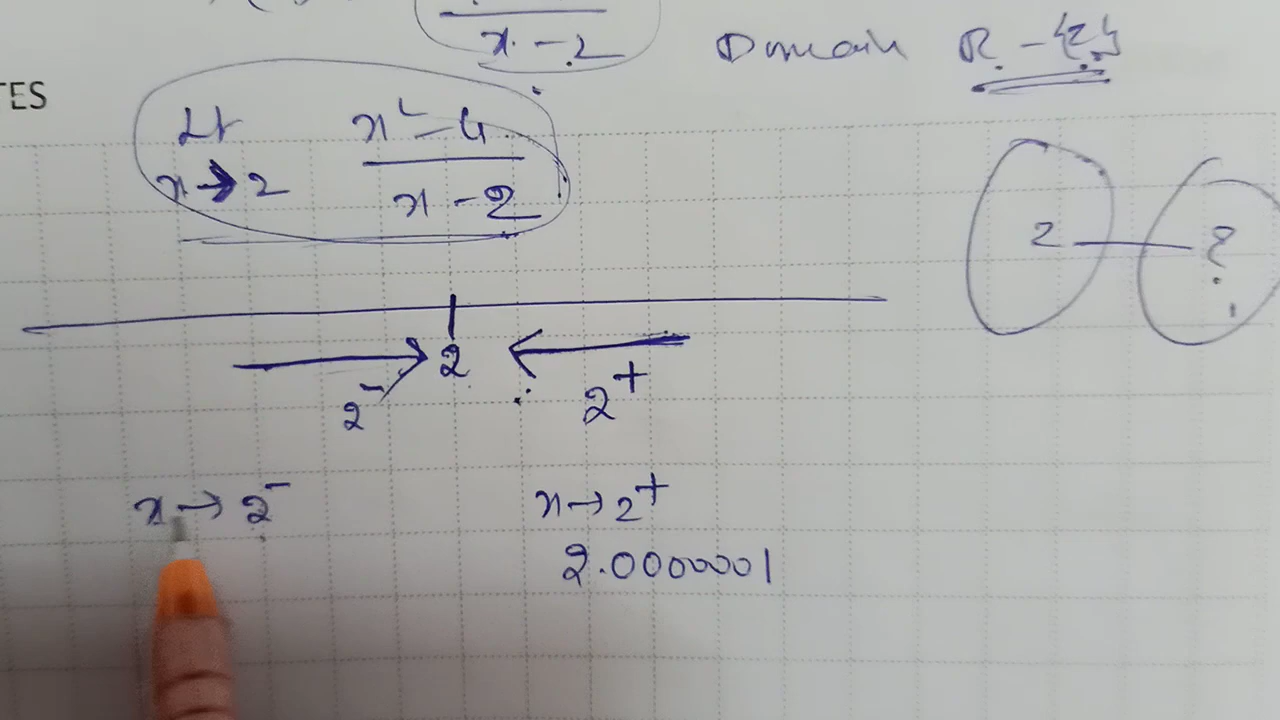 x - 2 Domain R - {2}
TES
Lt x² - 4
x → 2 x - 2
2 ?
2
2⁻ 2⁺
x → 2⁻ x → 2⁺
2.0000001